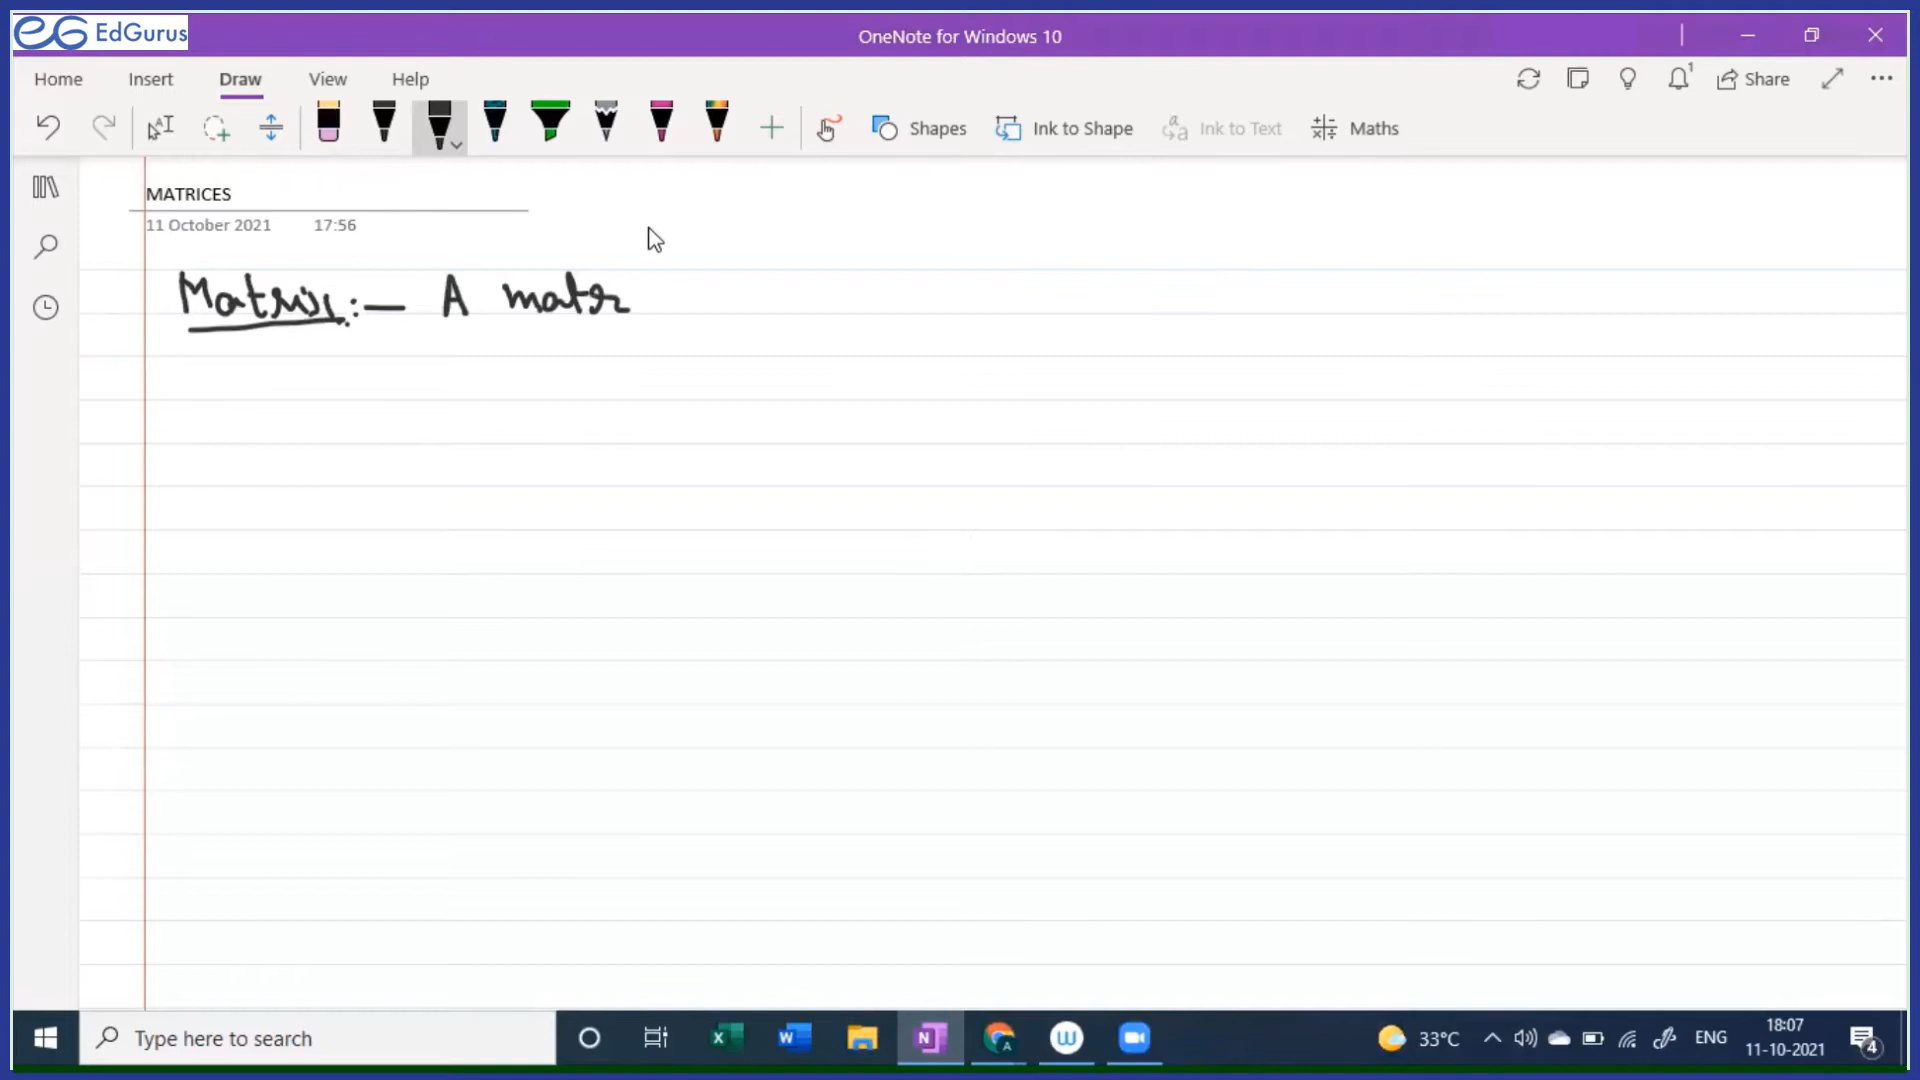 EdGurus
OneNote for Windows 10
Home Insert Draw View Help
1
Share
Shapes Ink to Shape Ink to Text Maths
MATRICES
11 October 2021 17:56
Matrix:— A matr
Type here to search
33°C ENG 18:07
11-10-2021
4